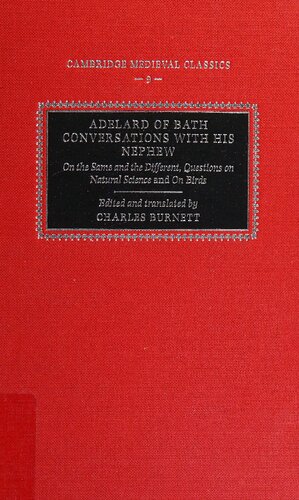 CAMBRIDGE MEDIEVAL CLASSICS
— 9 —
ADELARD OF BATH
CONVERSATIONS WITH HIS
NEPHEW
On the Same and the Different, Questions on
Natural Science and On Birds
Edited and translated by
CHARLES BURNETT